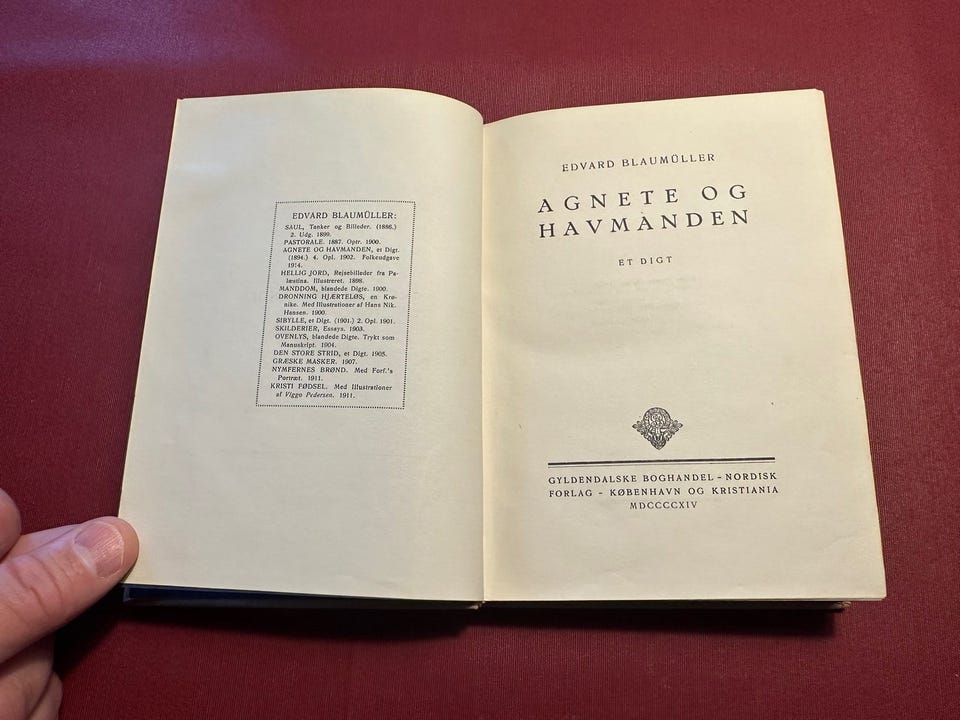 EDVARD BLAUMÜLLER:
SAUL, Tanker og Billeder. (1886.)
2. Udg. 1899.
PASTORALE. 1887. Optr. 1900.
AGNETE OG HAVMANDEN, et Digt.
(1894.) 4. Opl. 1902. Folkeudgave
1914.
HELLIG JORD, Rejsebilleder fra Pa-
læstina. Illustreret. 1898.
MANDDOM, blandede Digte. 1900.
DRONNING HJÆRTELØS, en Krø-
nike. Med Illustrationer af Hans Nik.
Hansen. 1900.
SIBYLLE, et Digt. (1901.) 2. Opl. 1901.
SKILDERIER, Essays. 1903.
OVENLYS, blandede Digte. Trykt som
Manuskript. 1904.
DEN STORE STRID, et Digt. 1905.
GRÆSKE MASKER. 1907.
NYMFERNES BRØND. Med Forf.'s
Portræt. 1911.
KRISTI FØDSEL. Med Illustrationer
af Viggo Pedersen. 1911.
EDVARD BLAUMÜLLER
AGNETE OG
HAVMANDEN
ET DIGT
GYLDENDALSKE BOGHANDEL - NORDISK
FORLAG - KØBENHAVN OG KRISTIANIA
MDCCCCXIV